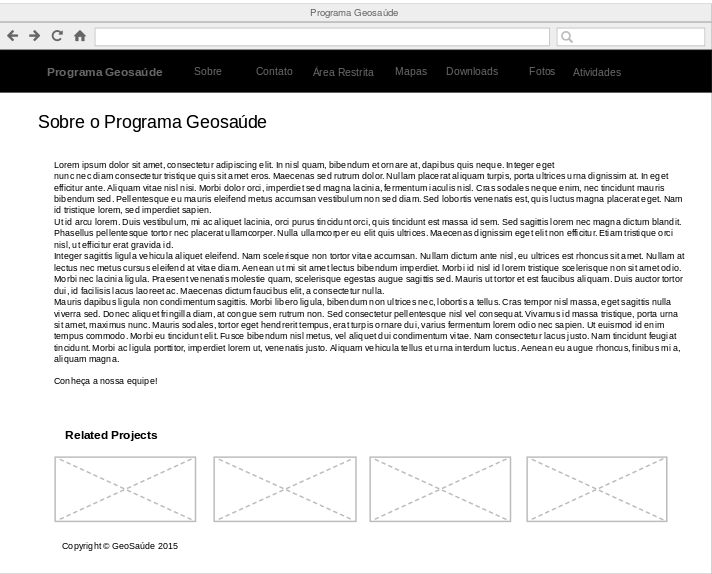 Programa Geosaúde
Programa Geosaúde Sobre Contato Área Restrita Mapas Downloads Fotos Atividades
Sobre o Programa Geosaúde
Lorem ipsum dolor sit amet, consectetur adipiscing elit. In nisl quam, bibendum et ornare at, dapibus quis neque. Integer eget
nunc nec diam consectetur tristique quis sit amet eros. Maecenas sed rutrum dolor. Nullam placerat aliquam turpis, porta ultrices urna dignissim at. In eget
efficitur ante. Aliquam vitae nisl nisi. Morbi dolor orci, imperdiet sed magna lacinia, fermentum iaculis nisl. Cras sodales neque enim, nec tincidunt mauris
bibendum sed. Pellentesque eu mauris eleifend metus accumsan vestibulum non sed diam. Sed lobortis venenatis est, quis luctus magna placerat eget. Nam
id tristique lorem, sed imperdiet sapien.
Ut id arcu lorem. Duis vestibulum, mi ac aliquet lacinia, orci purus tincidunt orci, quis tincidunt est massa id sem. Sed sagittis lorem nec magna dictum blandit.
Phasellus pellentesque tortor nec placerat ullamcorper. Nulla ullamcorper eu elit quis ultrices. Maecenas dignissim eget elit non efficitur. Etiam tristique orci
nisl, ut efficitur erat gravida id.
Integer sagittis ligula vehicula aliquet eleifend. Nam scelerisque non tortor vitae accumsan. Nullam dictum ante nisl, eu ultrices est rhoncus sit amet. Nullam at
lectus nec metus cursus eleifend at vitae diam. Aenean ut mi sit amet lectus bibendum imperdiet. Morbi id nisl id lorem tristique scelerisque non sit amet odio.
Morbi nec lacinia ligula. Praesent venenatis molestie quam, scelerisque egestas augue sagittis sed. Mauris ut tortor et est faucibus aliquam. Duis auctor tortor
dui, id facilisis lacus laoreet ac. Maecenas dictum faucibus elit, a consectetur nulla.
Mauris dapibus ligula non condimentum sagittis. Morbi libero ligula, bibendum non ultrices nec, lobortis a tellus. Cras tempor nisl massa, eget sagittis nulla
viverra sed. Donec aliquet fringilla diam, at congue sem rutrum non. Sed consectetur pellentesque nisl vel consequat. Vivamus id massa tristique, porta urna
sit amet, maximus nunc. Mauris sodales, tortor eget hendrerit tempus, erat turpis ornare dui, varius fermentum lorem odio nec sapien. Ut euismod id enim
tempus commodo. Morbi eu tincidunt elit. Fusce bibendum nisl metus, vel aliquet dui condimentum vitae. Nam consectetur lacus justo. Nam tincidunt feugiat
tincidunt. Morbi ac ligula porttitor, imperdiet lorem ut, venenatis justo. Aliquam vehicula tellus et urna interdum luctus. Aenean eu augue rhoncus, finibus mi a,
aliquam magna.
Conheça a nossa equipe!
Related Projects
Copyright © GeoSaúde 2015